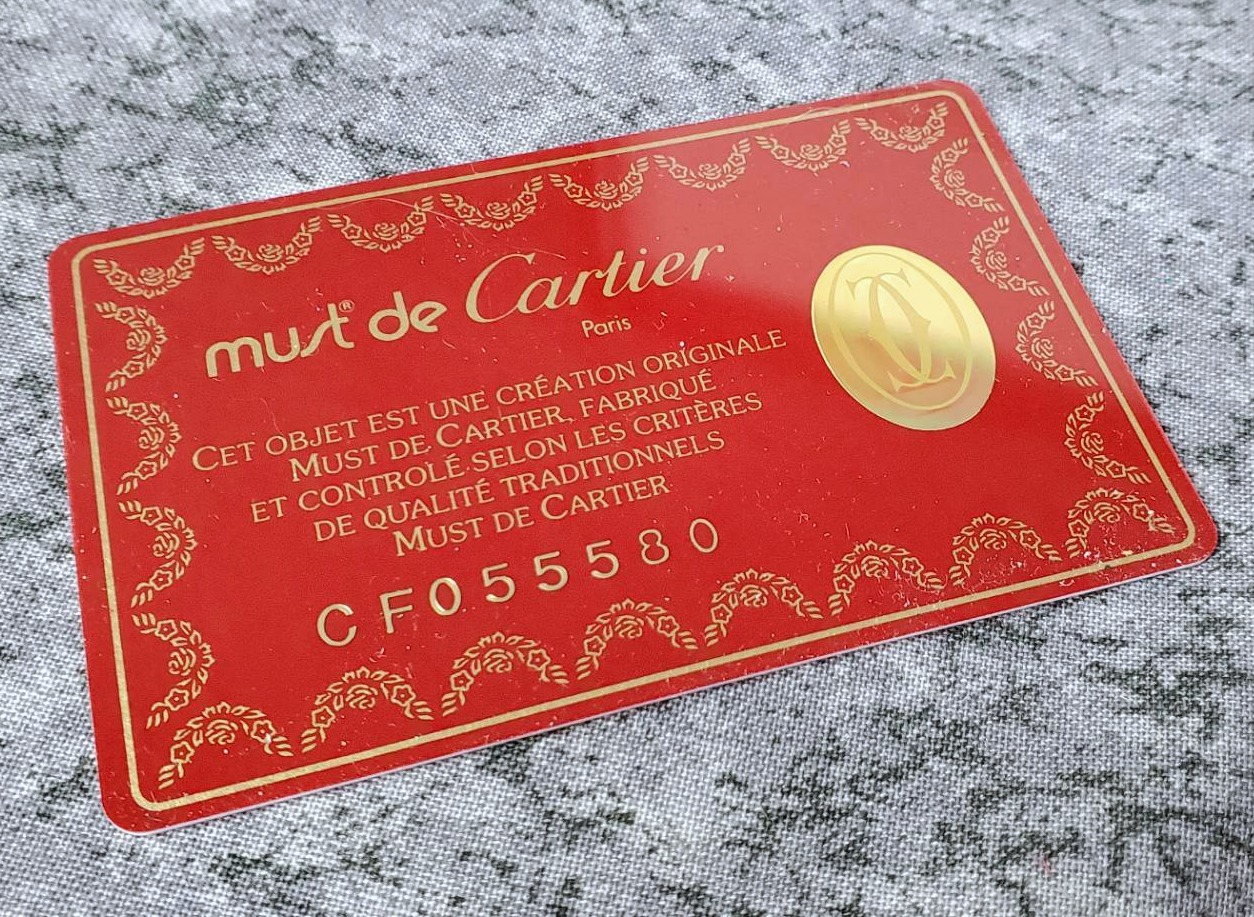 must® de Cartier
Paris
CET OBJET EST UNE CRÉATION ORIGINALE
MUST DE CARTIER, FABRIQUÉ
ET CONTROLÉ SELON LES CRITÈRES
DE QUALITÉ TRADITIONNELS
MUST DE CARTIER
CF055580